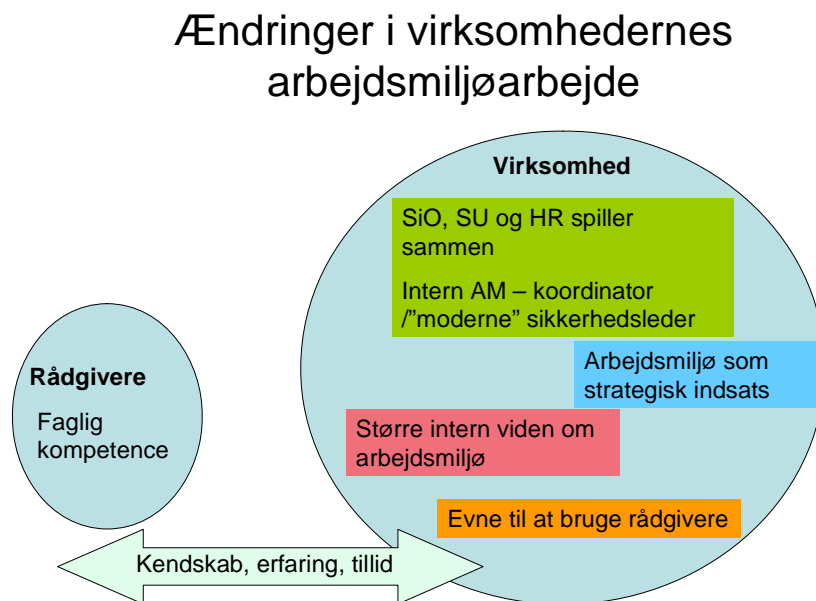 Ændringer i virksomhedernes
arbejdsmiljøarbejde
Virksomhed
SiO, SU og HR spiller
sammen
Intern AM – koordinator
/”moderne” sikkerhedsleder
Arbejdsmiljø som
strategisk indsats
Større intern viden om
arbejdsmiljø
Evne til at bruge rådgivere
Rådgivere
Faglig
kompetence
Kendskab, erfaring, tillid